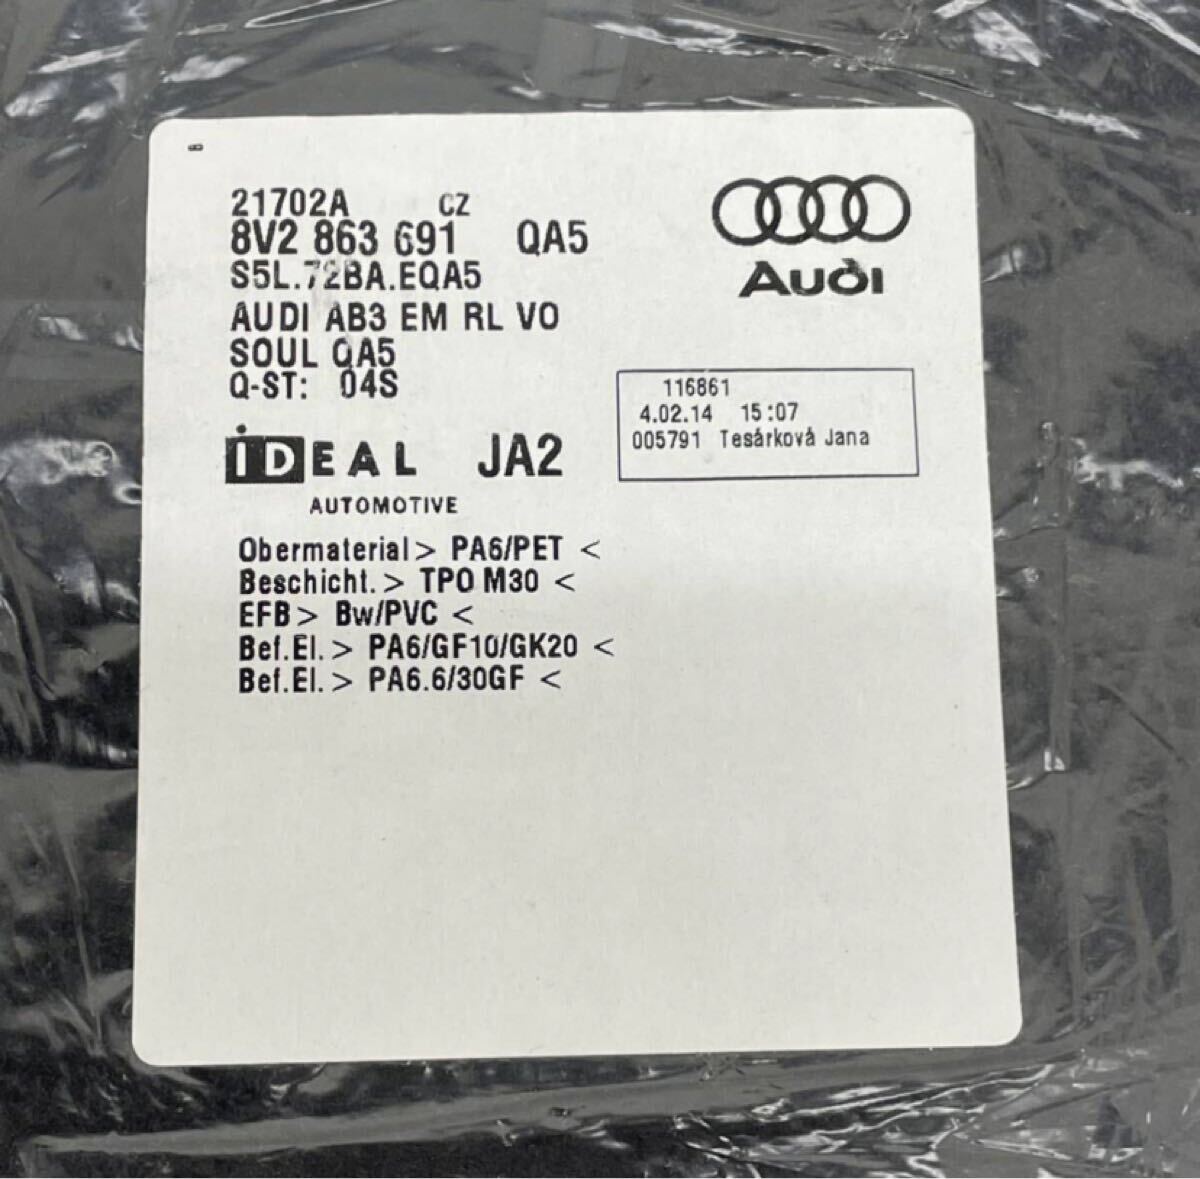 21702A CZ
8V2 863 691 QA5
S5L.72BA.EQA5
AUDI AB3 EM RL VO
SOUL QA5
Q-ST: 04S
Audi
116861
4.02.14 15:07
005791 Tesárková Jana
iDEAL JA2
AUTOMOTIVE
Obermaterial> PA6/PET <
Beschicht.> TPO M30 <
EFB> Bw/PVC <
Bef.El.> PA6/GF10/GK20 <
Bef.El.> PA6.6/30GF <